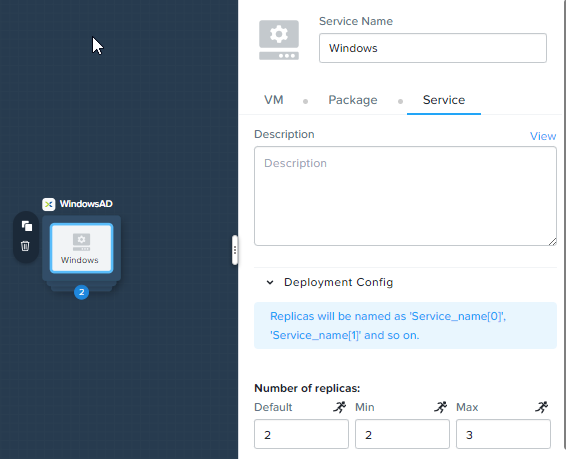 Service Name
Windows
VM
Package
Service
Description
View
Description
WindowsAD
Windows
2
Deployment Config
Replicas will be named as 'Service_name[0]',
'Service_name[1]' and so on.
Number of replicas:
Default
Min
Max
2
2
3